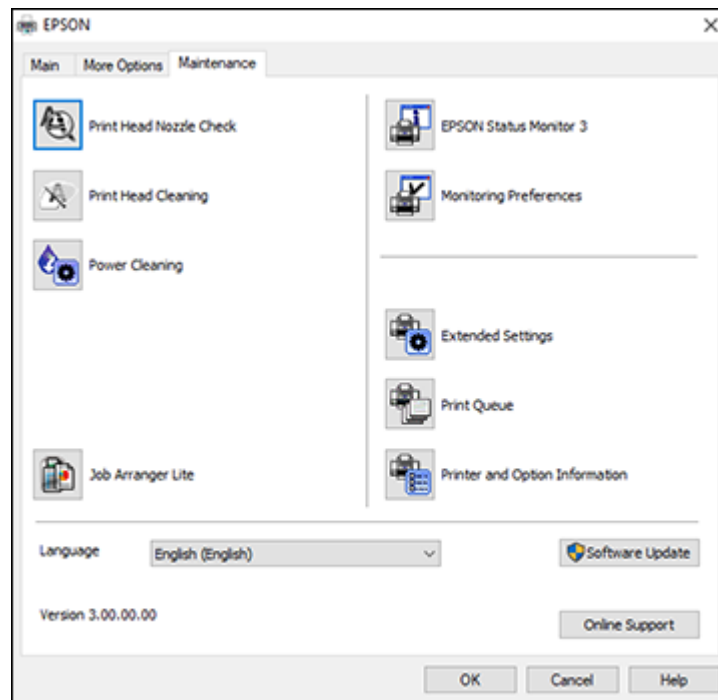 EPSON
Main More Options Maintenance
Print Head Nozzle Check
EPSON Status Monitor 3
Print Head Cleaning
Monitoring Preferences
Power Cleaning
Extended Settings
Print Queue
Job Arranger Lite
Printer and Option Information
Language English (English) Software Update
Version 3.00.00.00
Online Support
OK Cancel Help